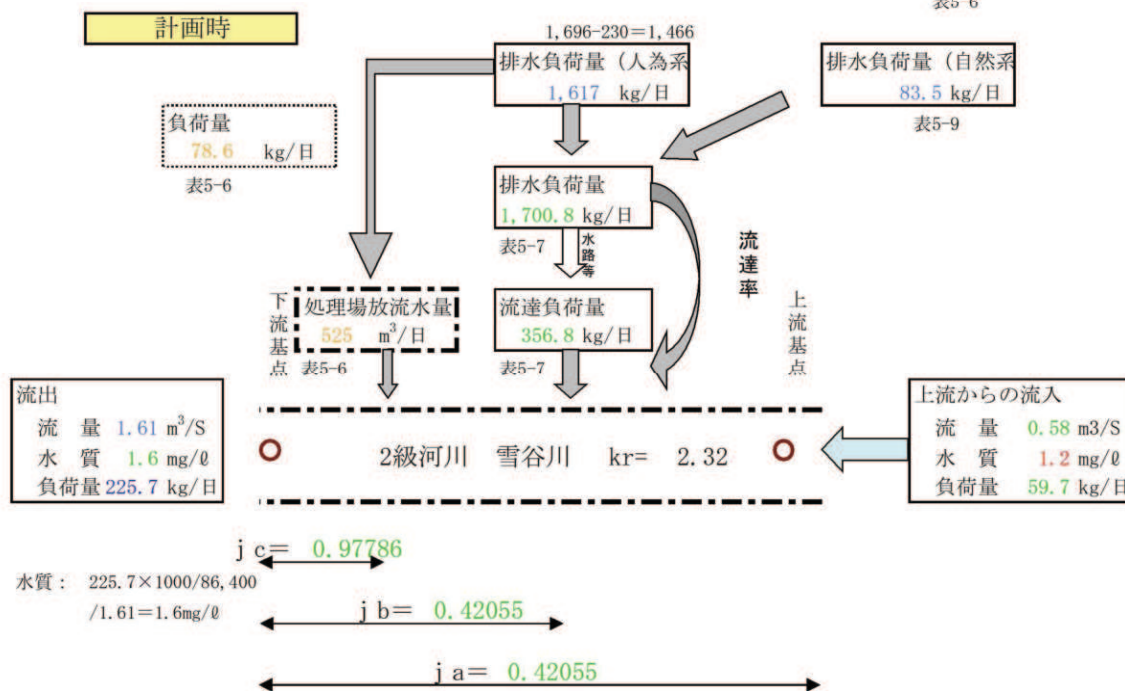 表5-6
計画時
1,696-230=1,466
排水負荷量（人為系
1,617 kg/日
排水負荷量（自然系
83.5 kg/日
表5-9
負荷量
78.6 kg/日
表5-6
排水負荷量
1,700.8 kg/日
表5-7
水路等
流達率
下流基点
処理場放流水量
525 m³/日
表5-6
流達負荷量
356.8 kg/日
表5-7
上流基点
流出
流 量 1.61 m³/S
水 質 1.6 mg/ℓ
負荷量 225.7 kg/日
2級河川 雪谷川 kr= 2.32
上流からの流入
流 量 0.58 m3/S
水 質 1.2 mg/ℓ
負荷量 59.7 kg/日
j c= 0.97786
水質： 225.7×1000/86,400
/1.61=1.6mg/ℓ
j b= 0.42055
j a= 0.42055